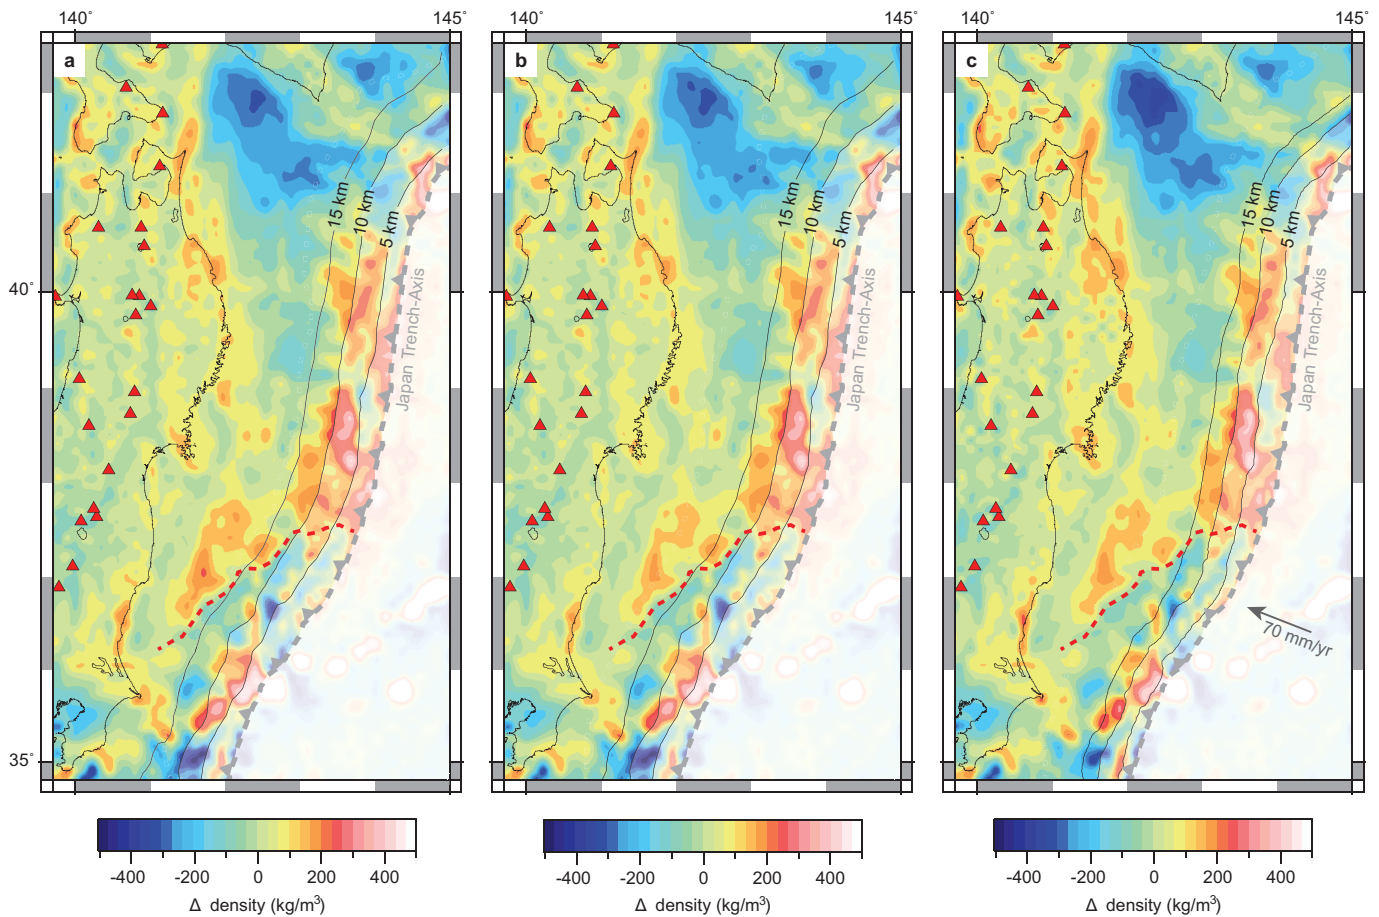 140° 145° 140° 145° 140° 145°
a b c
15 km 10 km 5 km 15 km 10 km 5 km 15 km 10 km 5 km
40°
Japan Trench-Axis Japan Trench-Axis Japan Trench-Axis
70 mm/yr
35°
-400 -200 0 200 400 -400 -200 0 200 400 -400 -200 0 200 400
Δ density (kg/m³) Δ density (kg/m³) Δ density (kg/m³)